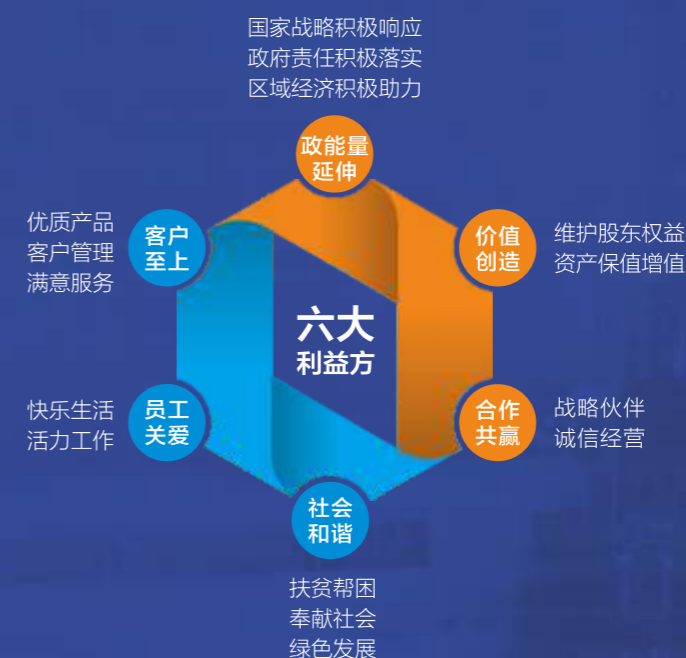 国家战略积极响应
政府责任积极落实
区域经济积极助力
政能量
延伸
优质产品
客户管理
满意服务
客户
至上
价值
创造
维护股东权益
资产保值增值
六大
利益方
快乐生活
活力工作
员工
关爱
合作
共赢
战略伙伴
诚信经营
社会
和谐
扶贫帮困
奉献社会
绿色发展